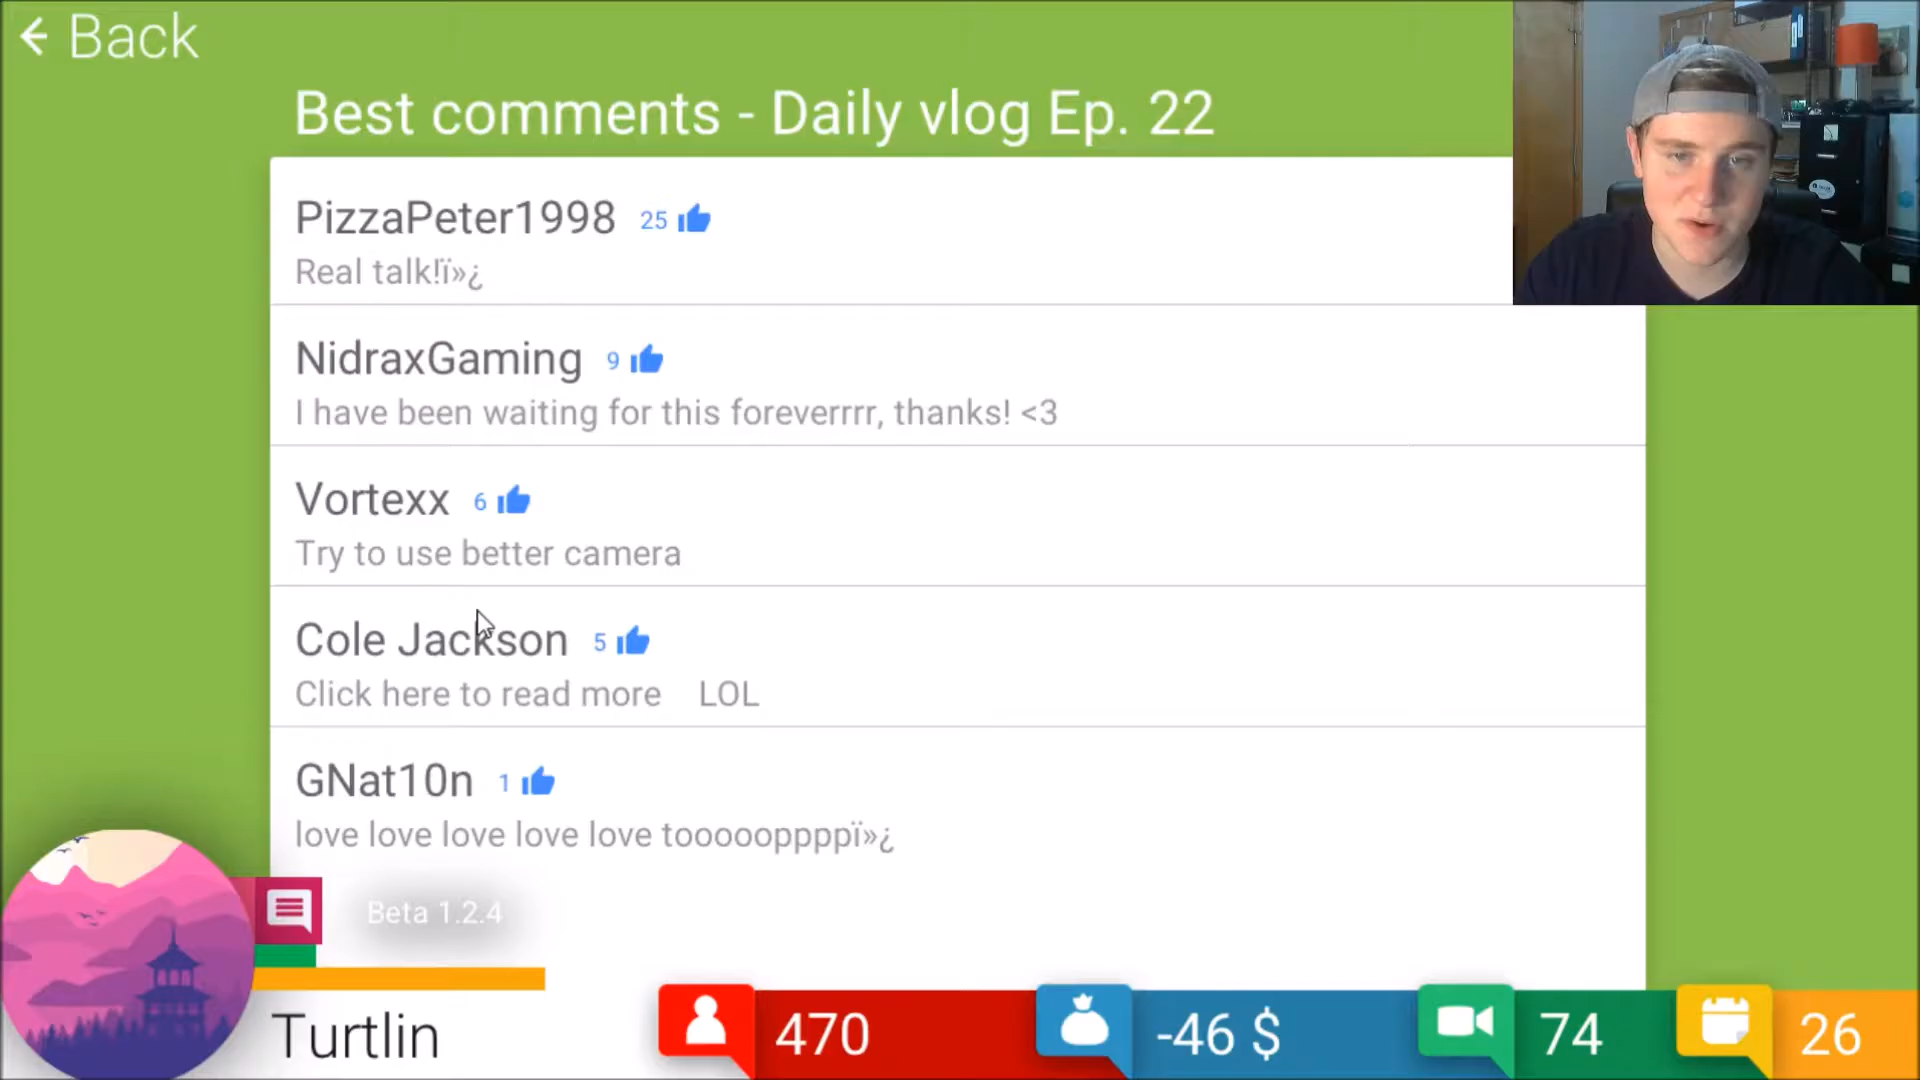 Back
Best comments - Daily vlog Ep. 22
PizzaPeter1998 25
Real talk!ï»¿
NidraxGaming 9
I have been waiting for this foreverrrr, thanks! <3
Vortexx 6
Try to use better camera
Cole Jackson 5
Click here to read more LOL
GNat10n 1
love love love love love tooooopppпï»¿
Beta 1.2.4
Turtlin
470
-46 $
74
26